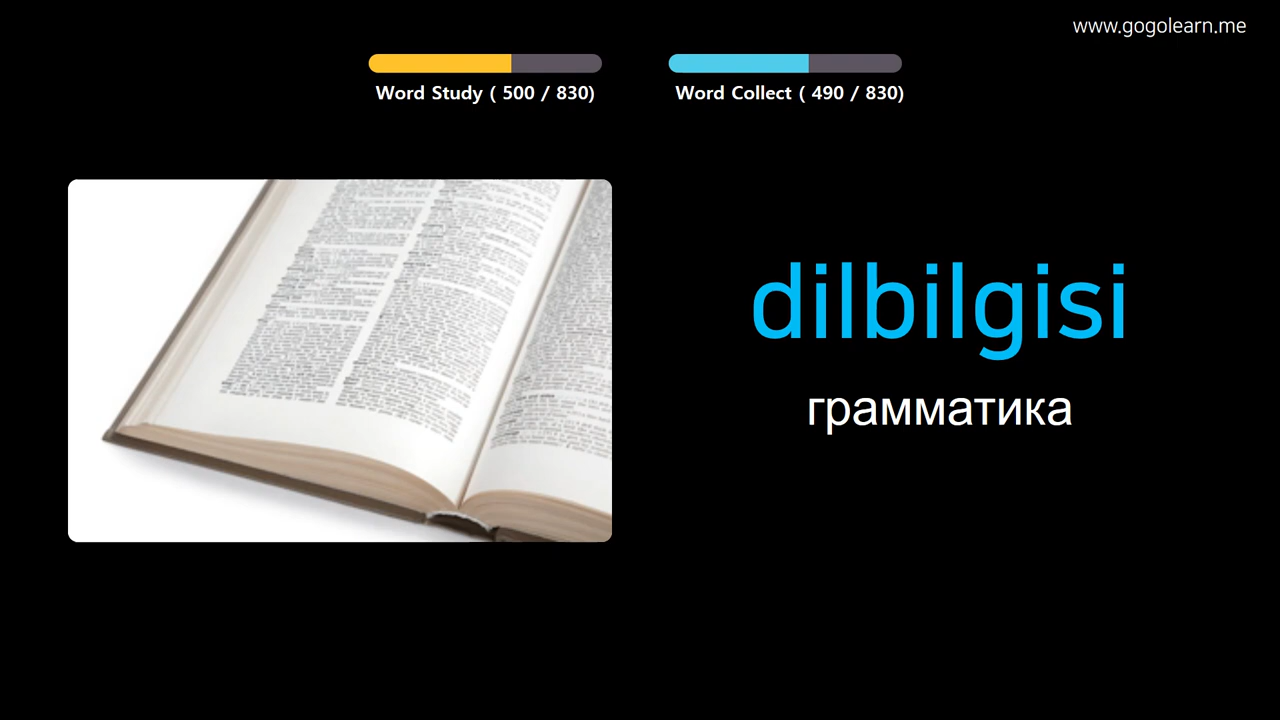 www.gogolearn.me
Word Study ( 500 / 830)
Word Collect ( 490 / 830)
dilbilgisi
грамматика